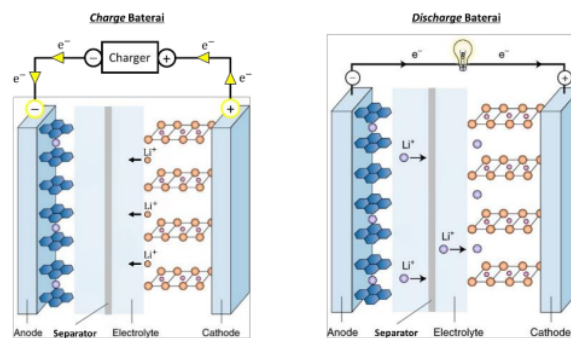 Charge Baterai
e⁻
e⁻
− Charger +
e⁻
e⁻
−
+
Li⁺
Li⁺
Li⁺
Anode Separator Electrolyte Cathode
Discharge Baterai
e⁻
e⁻
−
+
Li⁺
Li⁺
Li⁺
Anode Separator Electrolyte Cathode